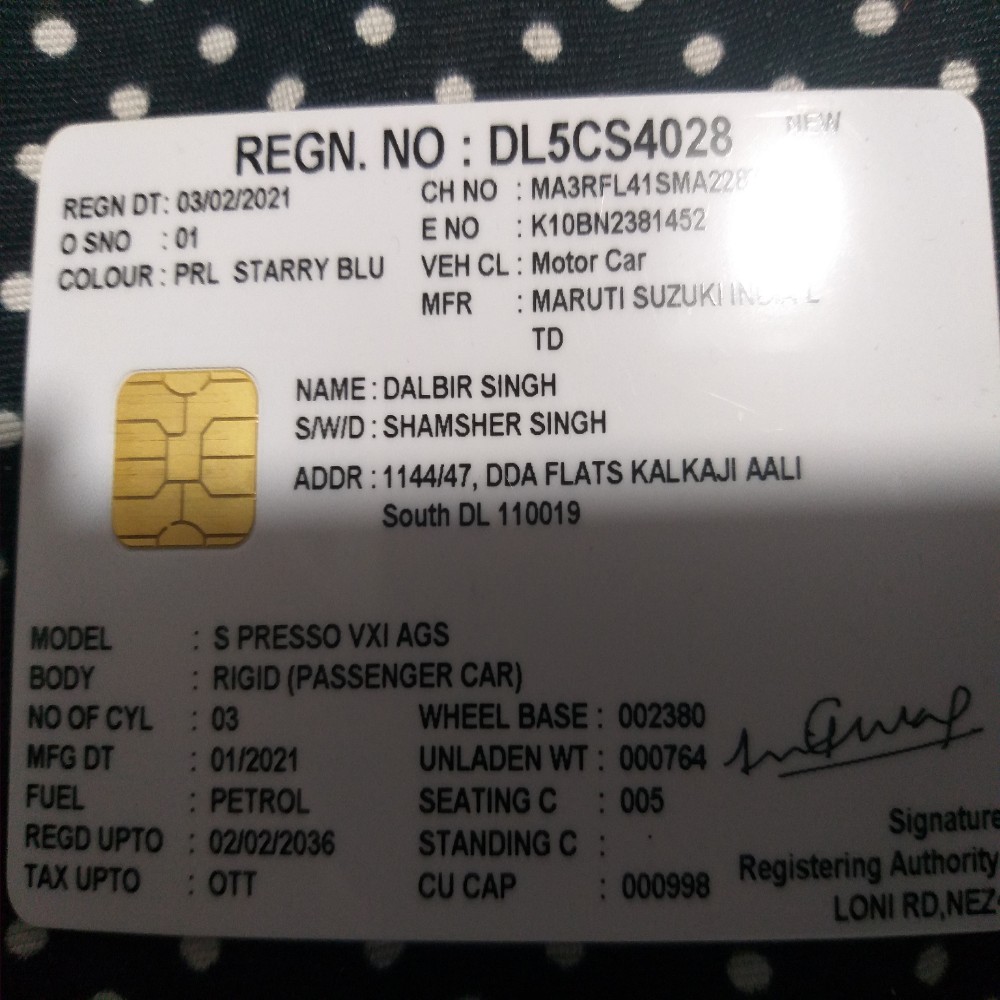 NEW
REGN. NO : DL5CS4028
REGN DT : 03/02/2021
O SNO : 01
COLOUR : PRL STARRY BLU
CH NO :
E NO : K10BN2381452
VEH CL : Motor Car
MFR : MARUTI SUZUKI INDIA L
TD
NAME : DALBIR SINGH
S/W/D : SHAMSHER SINGH
ADDR : 1144/47, DDA FLATS KALKAJI AALI
South DL 110019
MODEL : S PRESSO VXI AGS
BODY : RIGID (PASSENGER CAR)
NO OF CYL : 03
MFG DT : 01/2021
FUEL : PETROL
REGD UPTO : 02/02/2036
TAX UPTO : OTT
WHEEL BASE : 002380
UNLADEN WT : 000764
SEATING C : 005
STANDING C :
CU CAP : 000998
Signature
Registering Authority
LONI RD,NEZ